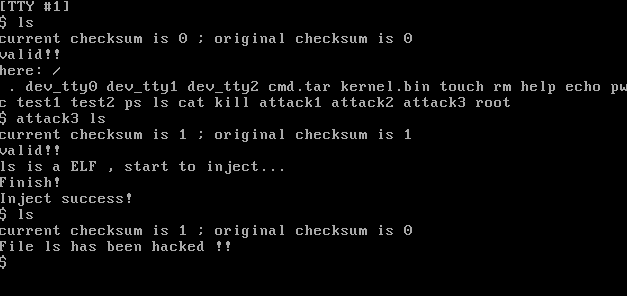 [TTY #1]
$ ls
current checksum is 0 ; original checksum is 0
valid!!
here: /
. dev_tty0 dev_tty1 dev_tty2 cmd.tar kernel.bin touch rm help echo pw
c test1 test2 ps ls cat kill attack1 attack2 attack3 root
$ attack3 ls
current checksum is 1 ; original checksum is 1
valid!!
ls is a ELF , start to inject...
Finish!
Inject success!
$ ls
current checksum is 1 ; original checksum is 0
File ls has been hacked !!
$